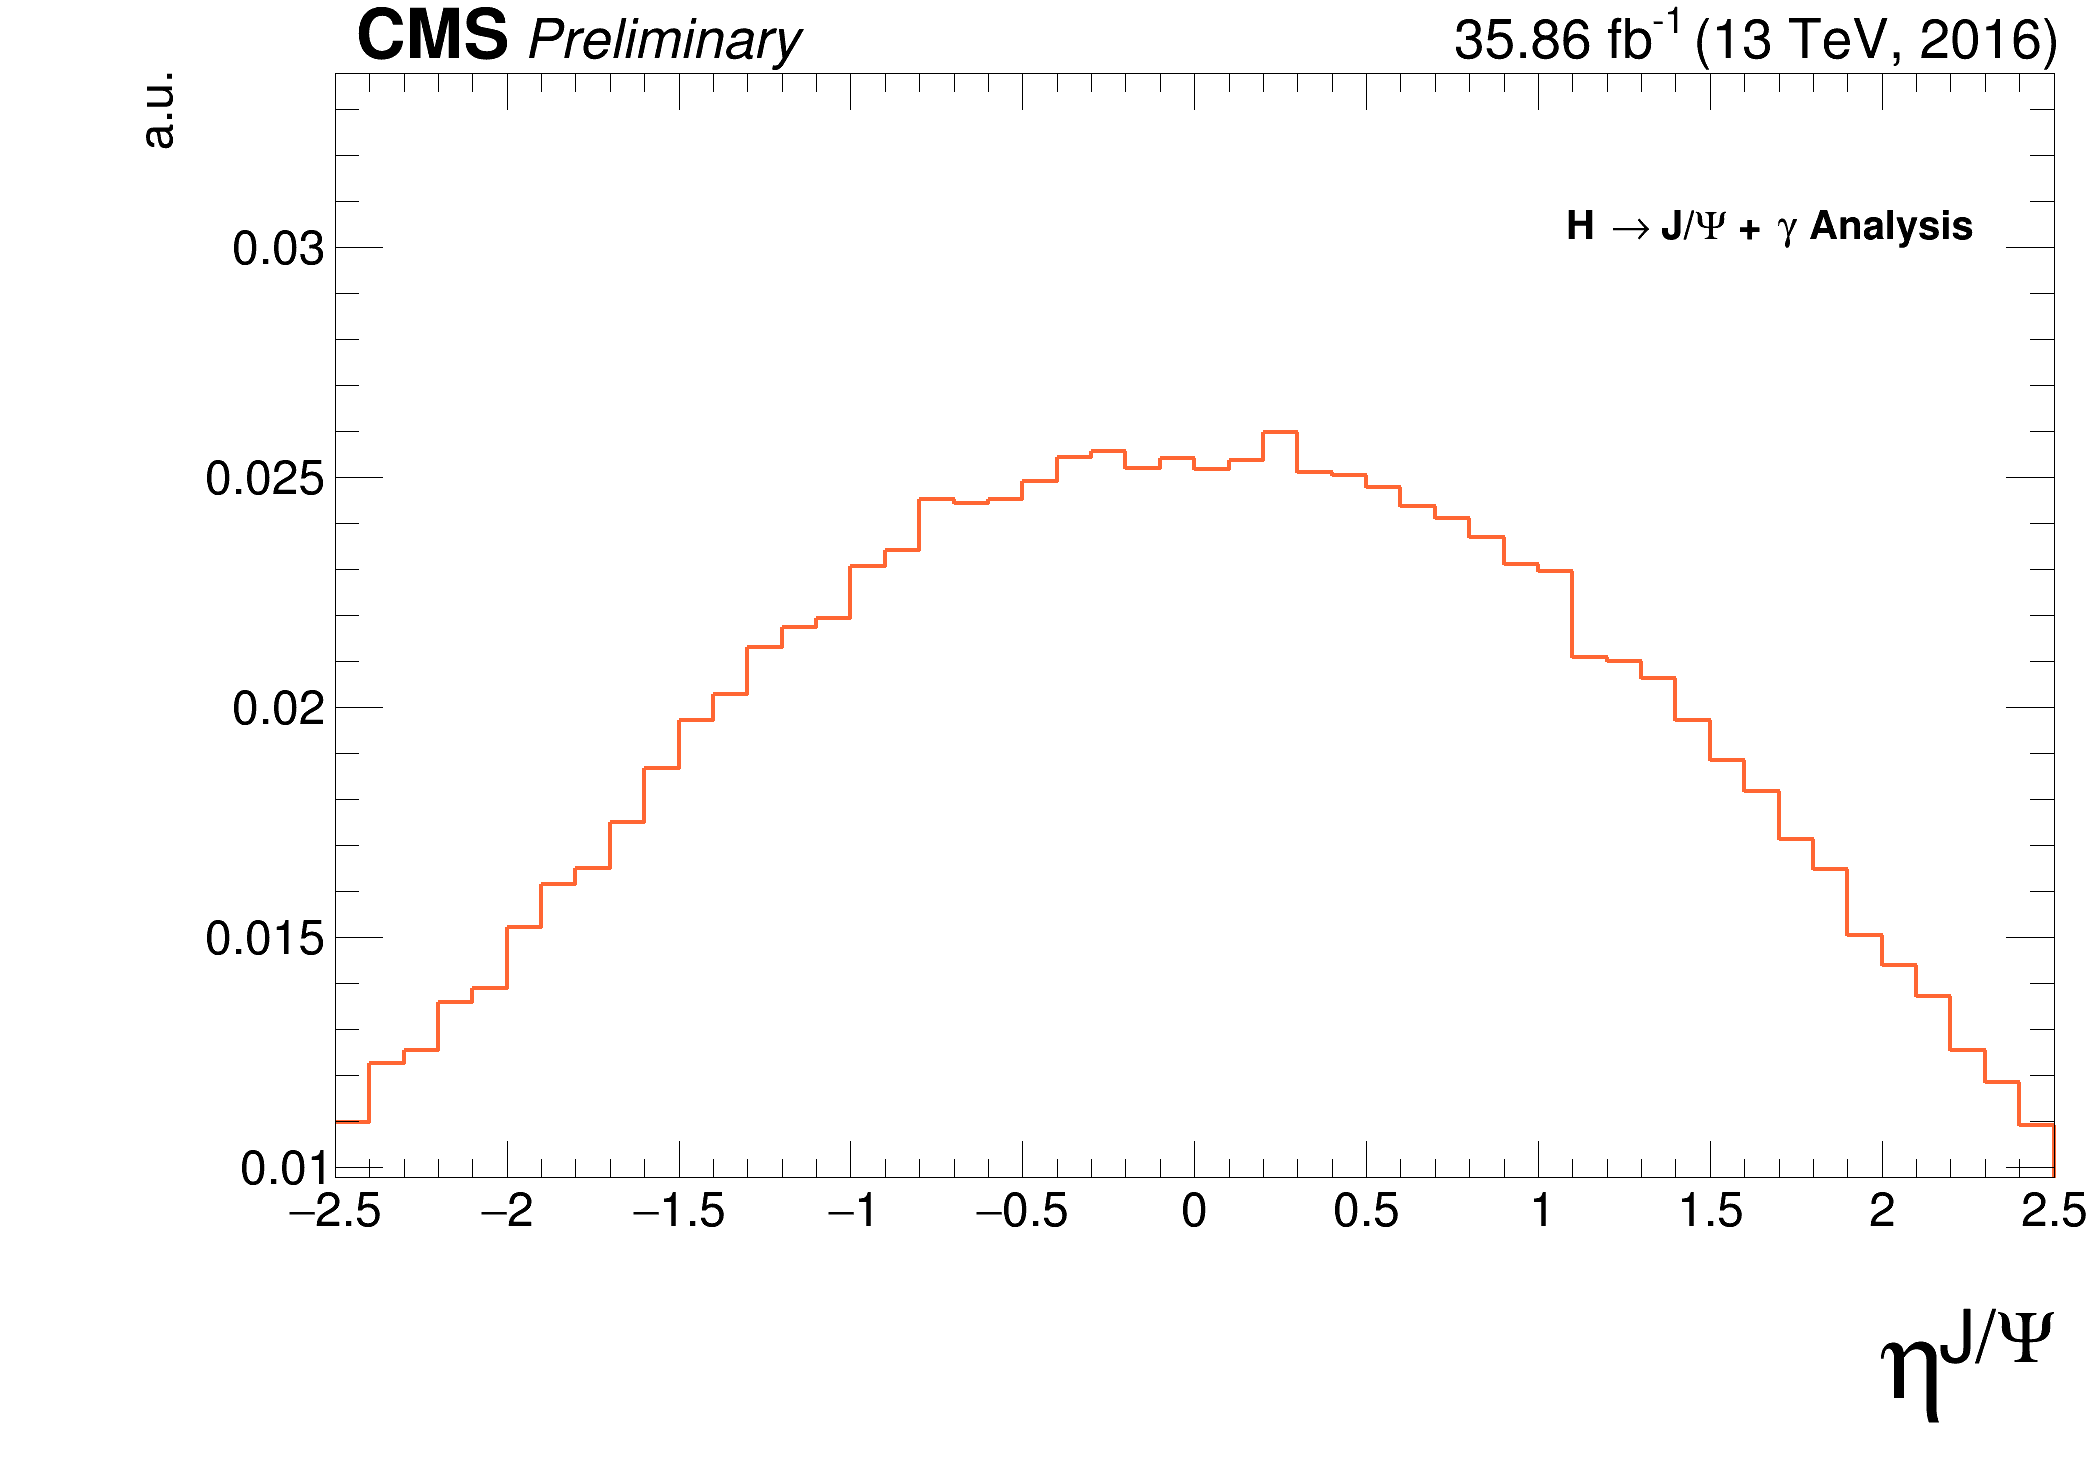 CMS Preliminary 35.86 fb⁻¹ (13 TeV, 2016)
a.u.
H → J/Ψ + γ Analysis
0.03
0.025
0.02
0.015
0.01
−2.5 −2 −1.5 −1 −0.5 0 0.5 1 1.5 2 2.5
η^J/Ψ